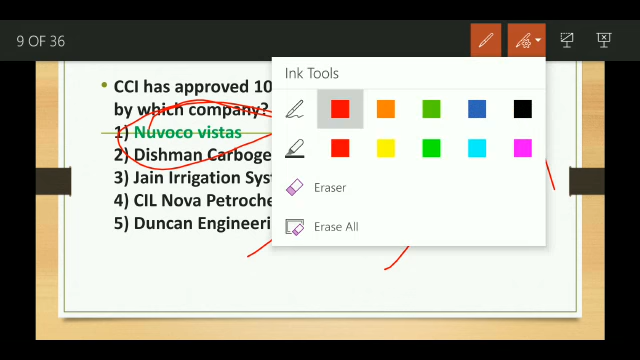 9 OF 36
CCI has approved 10
by which company?
1) Nuvoco vistas
2) Dishman Carboge
3) Jain Irrigation Sys
4) CIL Nova Petroche
5) Duncan Engineeri
Ink Tools
Eraser
Erase All